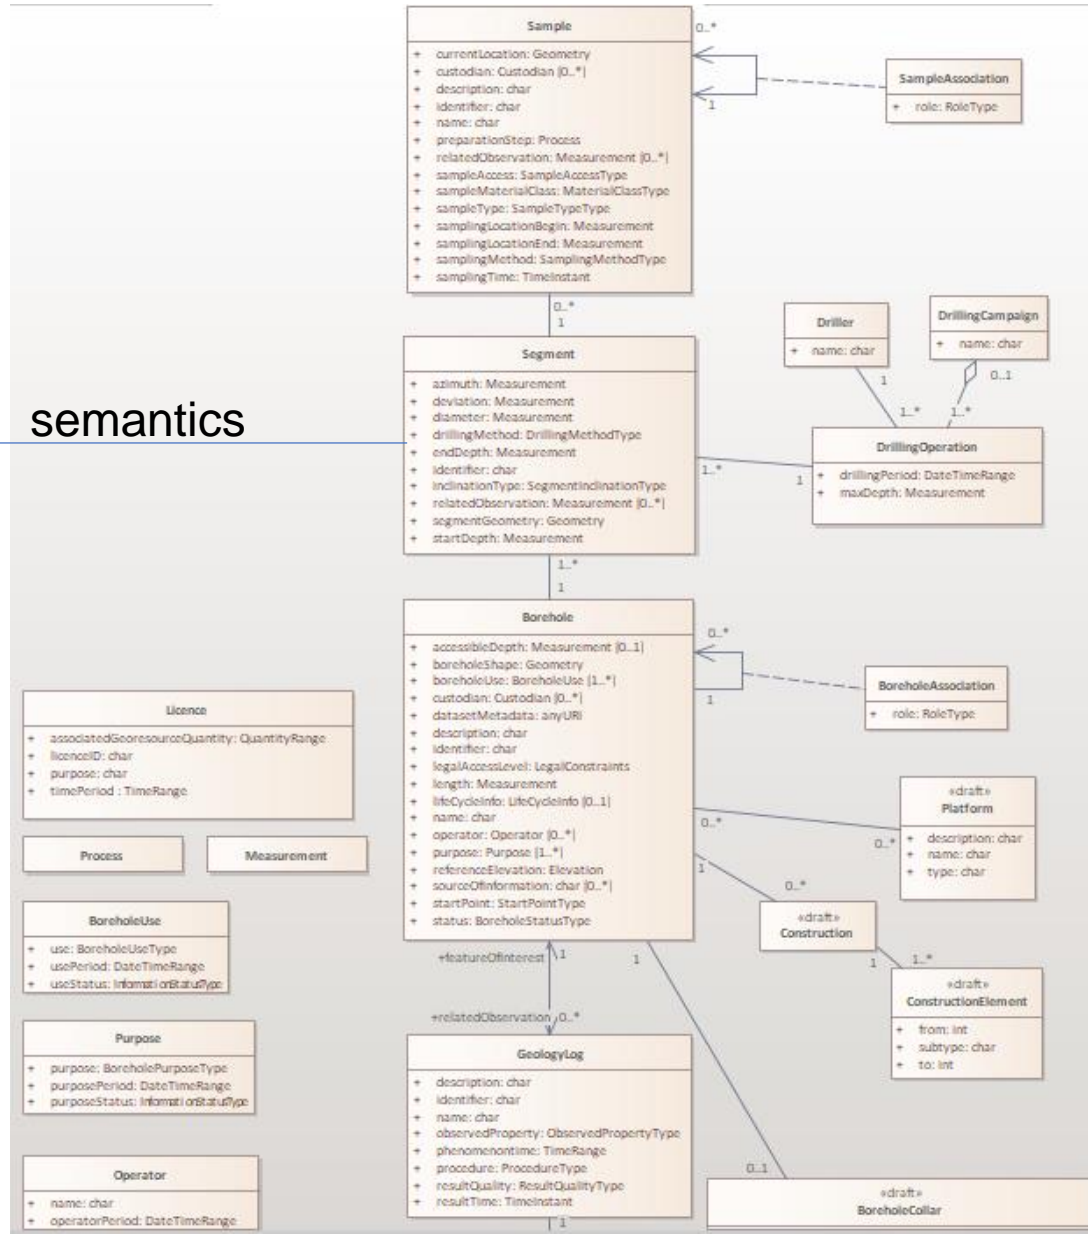 Sample
+ currentLocation: Geometry
+ custodian: Custodian [0..*]
+ description: char
+ identifier: char
+ name: char
+ preparationStep: Process
+ relatedObservation: Measurement [0..*]
+ sampleAccess: SampleAccessType
+ sampleMaterialClass: MaterialClassType
+ sampleType: SampleTypeType
+ samplingLocationBegin: Measurement
+ samplingLocationEnd: Measurement
+ samplingMethod: SamplingMethodType
+ samplingTime: TimeInstant
0..*
1
SampleAssociation
+ role: RoleType
0..*
1
semantics
Segment
+ azimuth: Measurement
+ deviation: Measurement
+ diameter: Measurement
+ drillingMethod: DrillingMethodType
+ endDepth: Measurement
+ identifier: char
+ inclinationType: SegmentInclinationType
+ relatedObservation: Measurement [0..*]
+ segmentGeometry: Geometry
+ startDepth: Measurement
Driller
+ name: char
DrillingCampaign
+ name: char
1
0..1
1..*
1..*
DrillingOperation
+ drillingPeriod: DateTimeRange
+ maxDepth: Measurement
1..*
1
1..*
1
Borehole
+ accessibleDepth: Measurement [0..1]
+ boreholeShape: Geometry
+ boreholeUse: BoreholeUse [1..*]
+ custodian: Custodian [0..*]
+ datasetMetadata: anyURI
+ description: char
+ identifier: char
+ legalAccessLevel: LegalConstraints
+ length: Measurement
+ lifeCycleInfo: LifeCycleInfo [0..1]
+ name: char
+ operator: Operator [0..*]
+ purpose: Purpose [1..*]
+ referenceElevation: Elevation
+ sourceOfInformation: char [0..*]
+ startPoint: StartPointType
+ status: BoreholeStatusType
0..*
1
BoreholeAssociation
+ role: RoleType
Licence
+ associatedGeoresourceQuantity: QuantityRange
+ licenceID: char
+ purpose: char
+ timePeriod : TimeRange
Process
Measurement
«draft»
Platform
+ description: char
+ name: char
+ type: char
0..*
0..*
1
0..*
«draft»
Construction
1
1..*
«draft»
ConstructionElement
+ from: int
+ subtype: char
+ to: int
BoreholeUse
+ use: BoreholeUseType
+ usePeriod: DateTimeRange
+ useStatus: InformationStatusType
Purpose
+ purpose: BoreholePurposeType
+ purposePeriod: DateTimeRange
+ purposeStatus: InformationStatusType
Operator
+ name: char
+ operatorPeriod: DateTimeRange
+featureOfInterest
1
1
+relatedObservation
0..*
GeologyLog
+ description: char
+ identifier: char
+ name: char
+ observedProperty: ObservedPropertyType
+ phenomenontime: TimeRange
+ procedure: ProcedureType
+ resultQuality: ResultQualityType
+ resultTime: TimeInstant
1
0..1
«draft»
BoreholeCollar